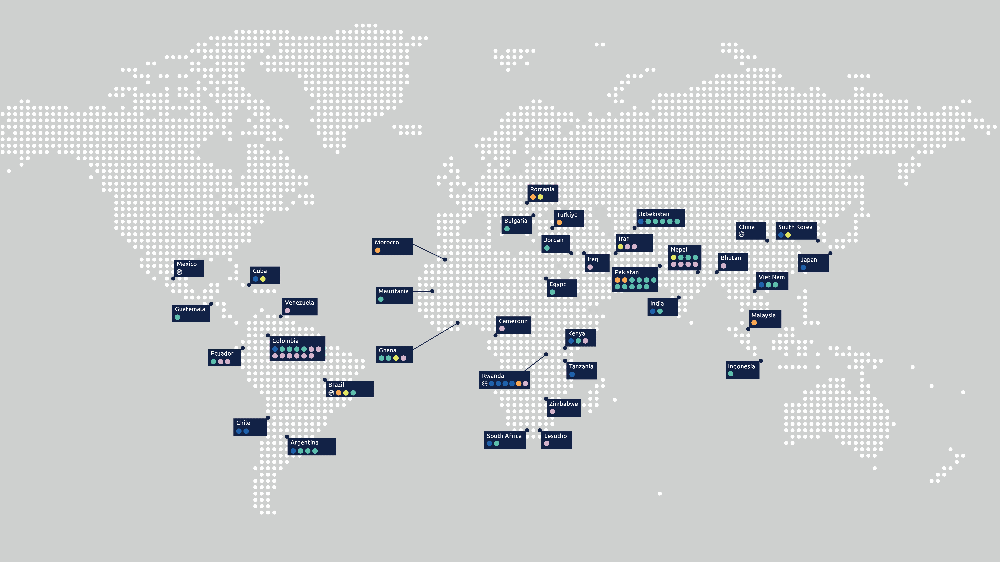 Romania
Türkiye
Uzbekistan
Bulgaria
China
South Korea
Jordan
Iran
Morocco
Nepal
Iraq
Bhutan
Japan
Mexico
Cuba
Pakistan
Viet Nam
Egypt
Mauritania
Venezuela
India
Guatemala
Malaysia
Cameroon
Kenya
Colombia
Ghana
Ecuador
Tanzania
Indonesia
Rwanda
Brazil
Zimbabwe
Chile
South Africa
Lesotho
Argentina